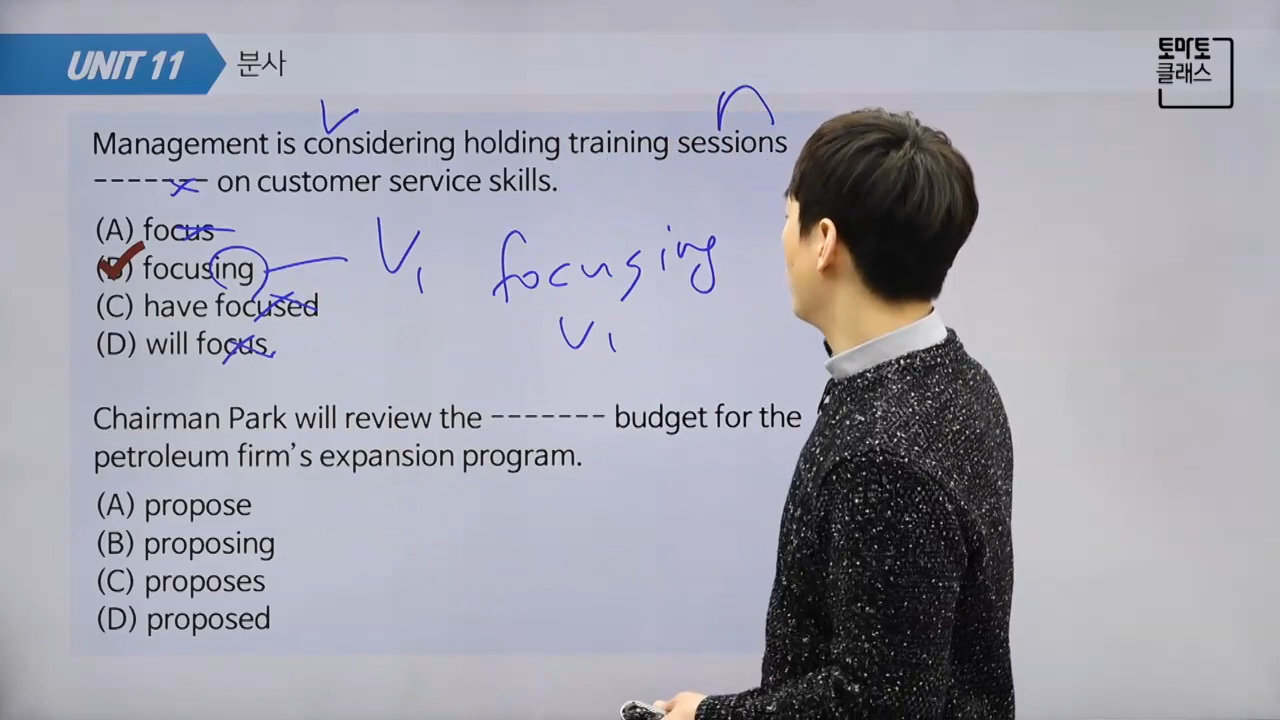 UNIT 11 분사
토마토
클래스
V n
Management is considering holding training sessions
------- on customer service skills.
(A) focus
(B) focusing
(C) have focused
(D) will focus.
V1 focusing
V1
Chairman Park will review the ------- budget for the
petroleum firm's expansion program.
(A) propose
(B) proposing
(C) proposes
(D) proposed